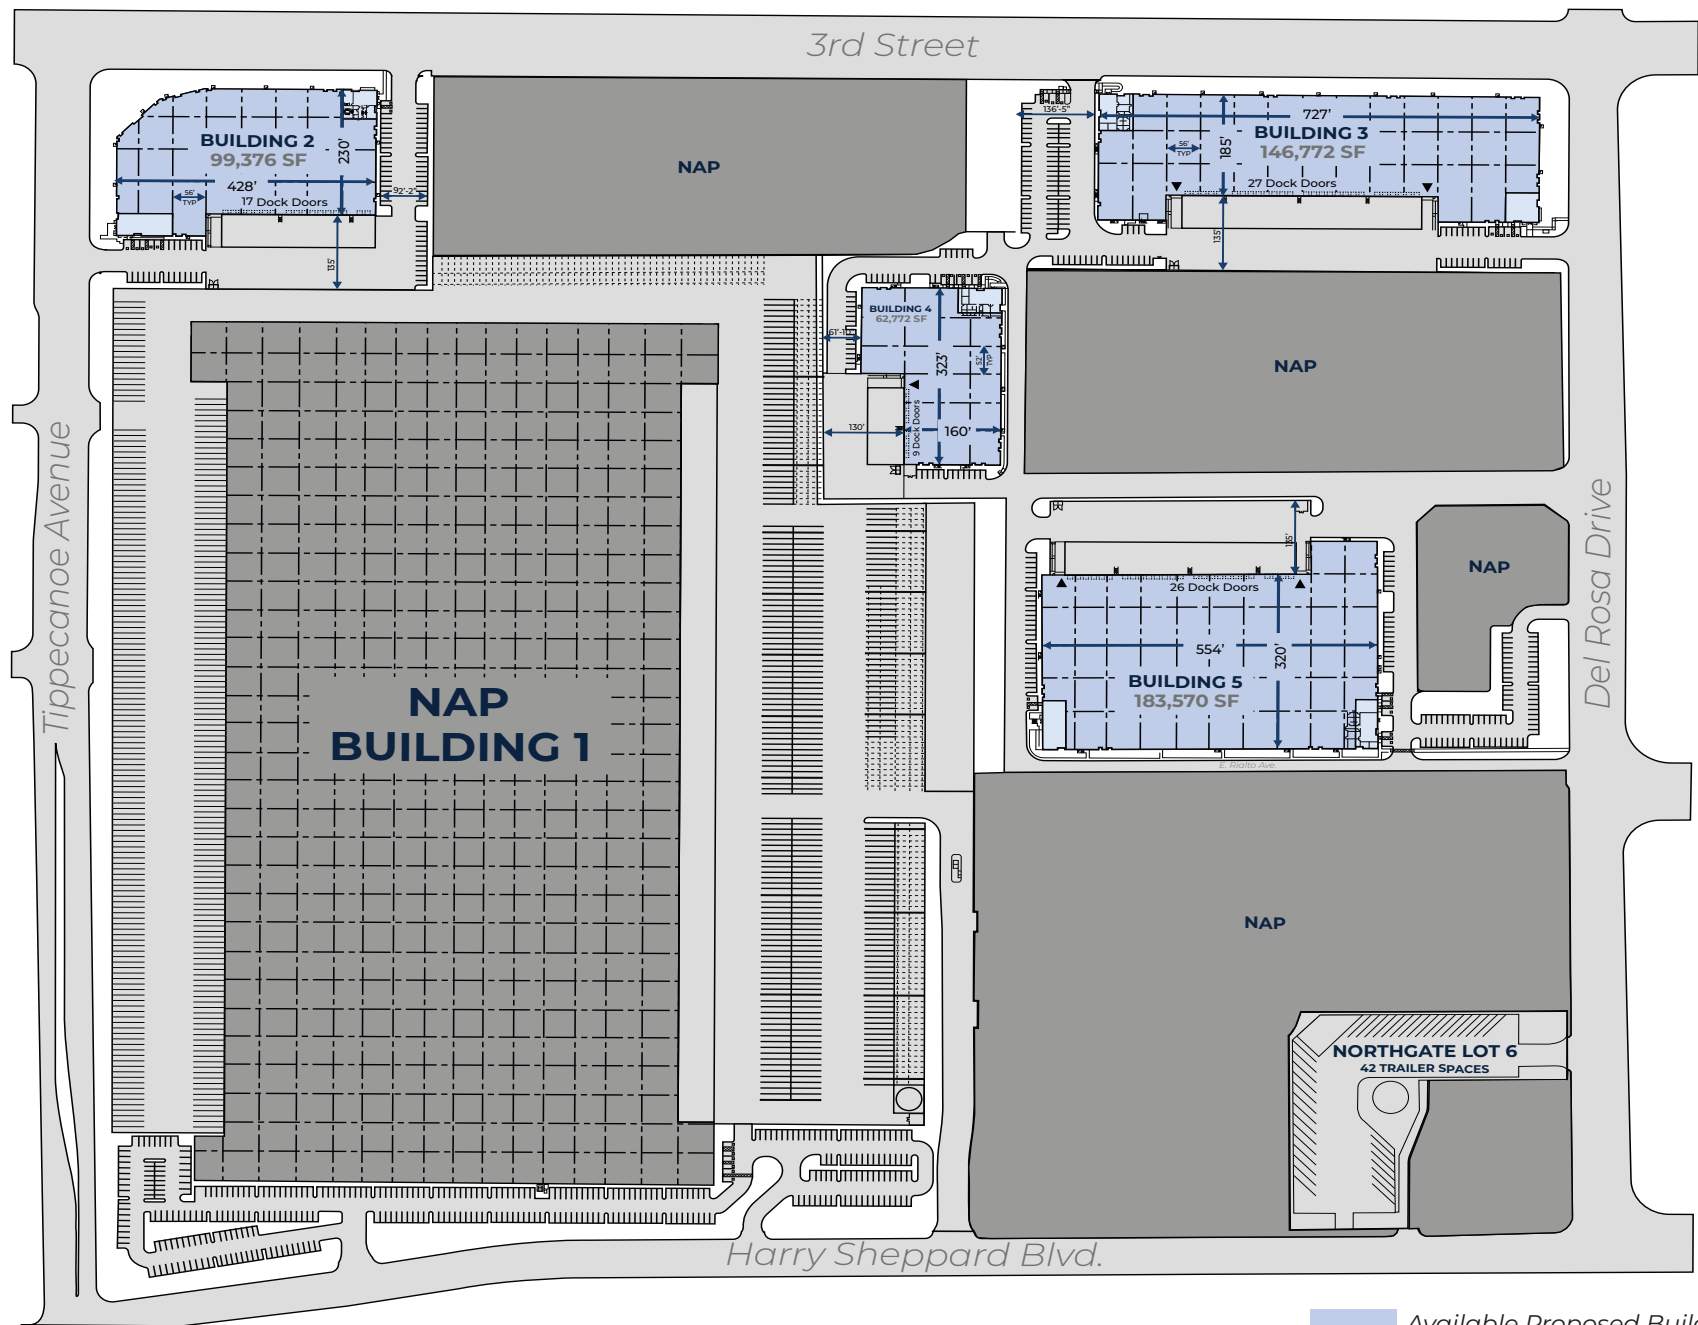 3rd Street
BUILDING 2
99,376 SF
230'
428'
56'
TYP
17 Dock Doors
92'-2"
135'
NAP
136'-5"
727'
BUILDING 3
146,772 SF
185'
56'
TYP
27 Dock Doors
135'
BUILDING 4
62,772 SF
61'-10"
323'
52'
TYP
9 Dock Doors
130'
160'
NAP
Tippecanoe Avenue
NAP
BUILDING 1
135'
26 Dock Doors
554'
320'
BUILDING 5
183,570 SF
E. Rialto Ave.
NAP
Del Rosa Drive
NAP
NORTHGATE LOT 6
42 TRAILER SPACES
Harry Sheppard Blvd.
Available Proposed Buil